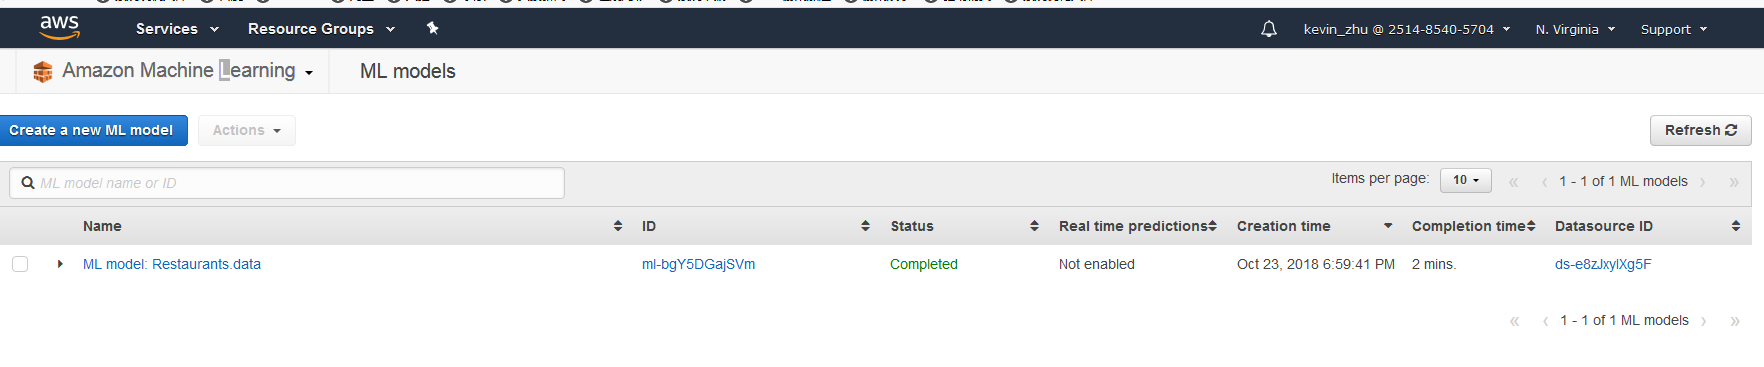 aws Services Resource Groups kevin_zhu @ 2514-8540-5704 N. Virginia Support
Amazon Machine Learning ML models
Create a new ML model Actions Refresh
ML model name or ID Items per page: 10 « ‹ 1 - 1 of 1 ML models › »
Name ID Status Real time predictions Creation time Completion time Datasource ID
ML model: Restaurants.data ml-bgY5DGajSVm Completed Not enabled Oct 23, 2018 6:59:41 PM 2 mins. ds-e8zJxylXg5F
« ‹ 1 - 1 of 1 ML models › »